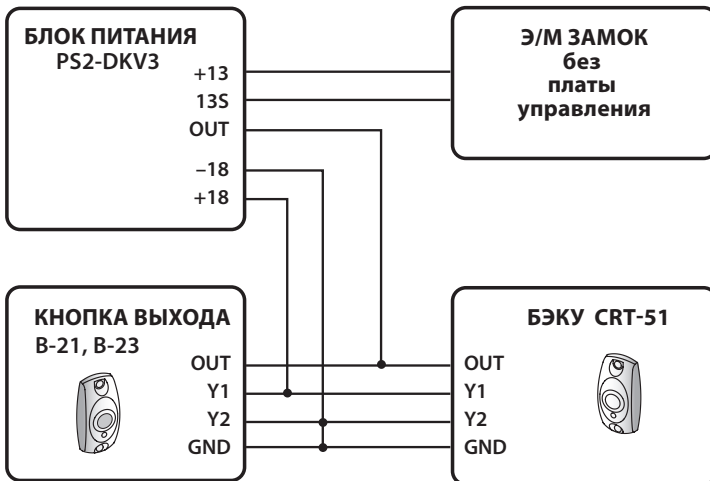 БЛОК ПИТАНИЯ
PS2-DKV3
+13
13S
OUT
–18
+18
Э/М ЗАМОК
без
платы
управления
КНОПКА ВЫХОДА
B-21, B-23
OUT
Y1
Y2
GND
БЭКУ CRT-51
OUT
Y1
Y2
GND